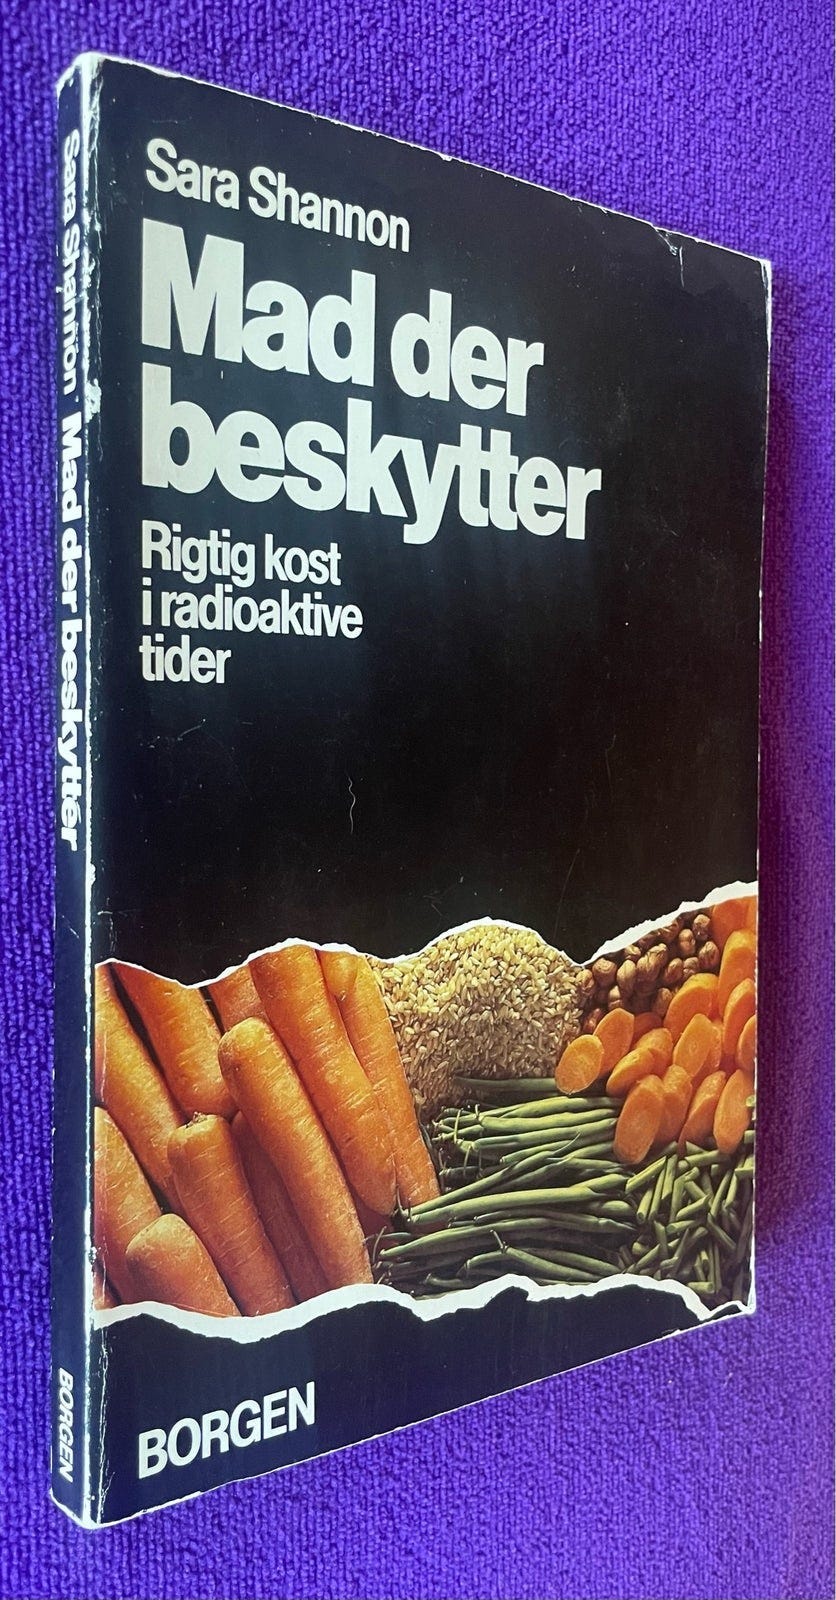 Sara Shannon
Mad der
beskytter
Rigtig kost
i radioaktive
tider
BORGEN
Sara Shannon · Mad der beskytter
BORGEN